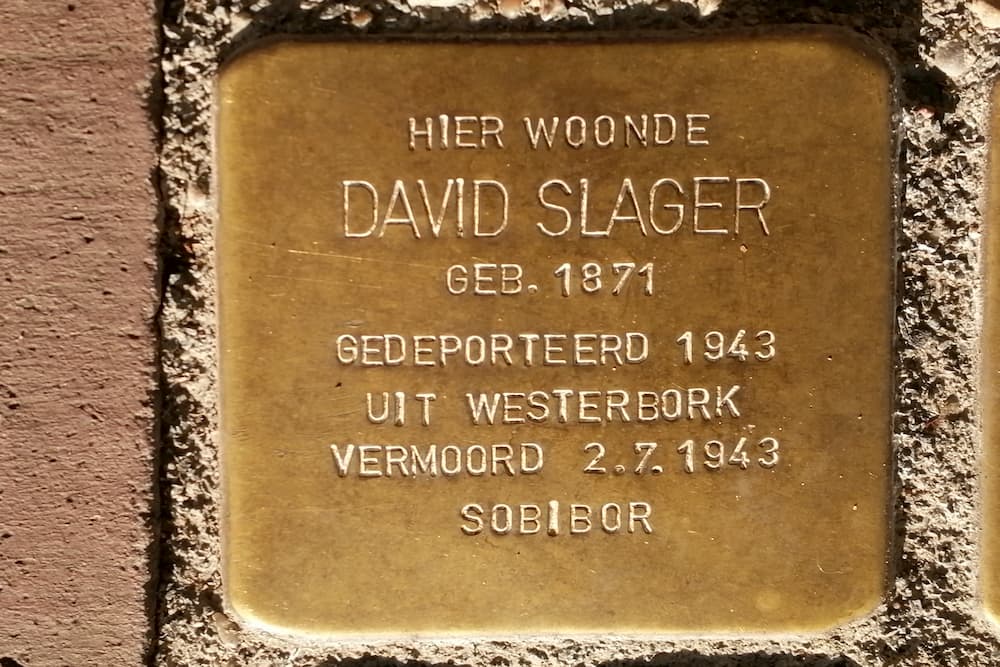 HIER WOONDE
DAVID SLAGER
GEB. 1871
GEDEPORTEERD 1943
UIT WESTERBORK
VERMOORD 2.7.1943
SOBIBOR